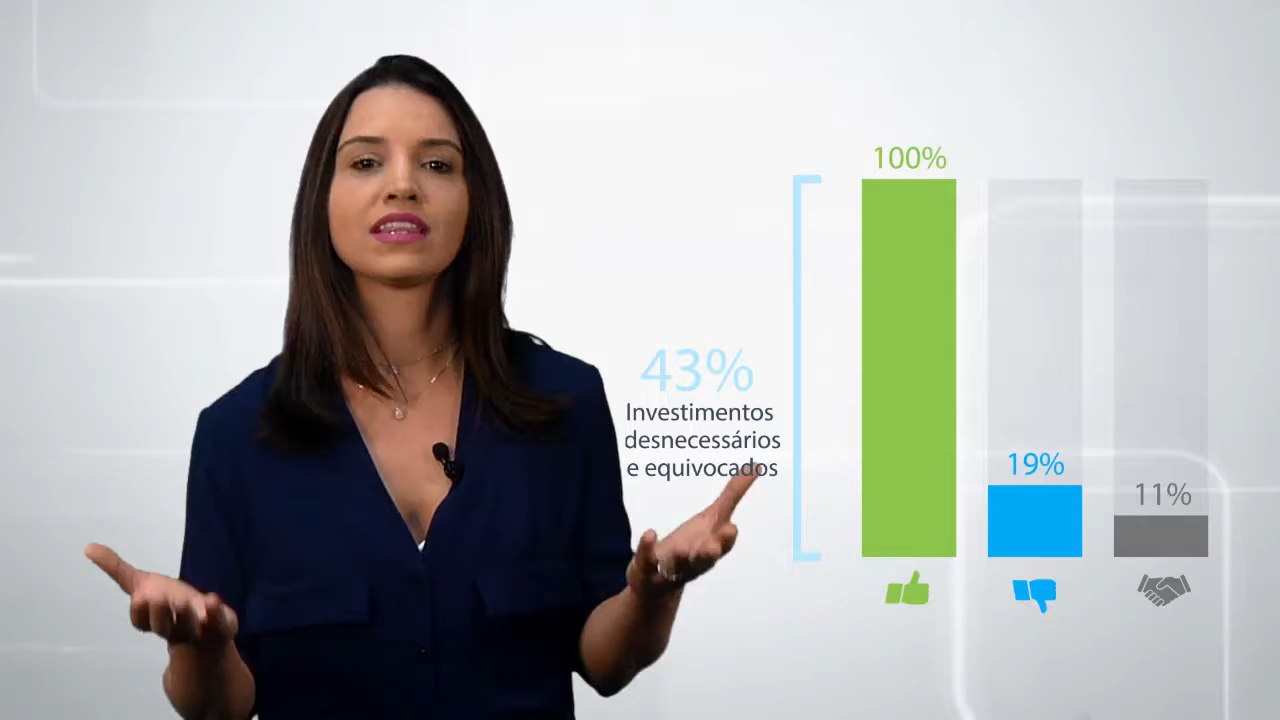 100%
43%
Investimentos
desnecessários
e equivocados
19%
11%